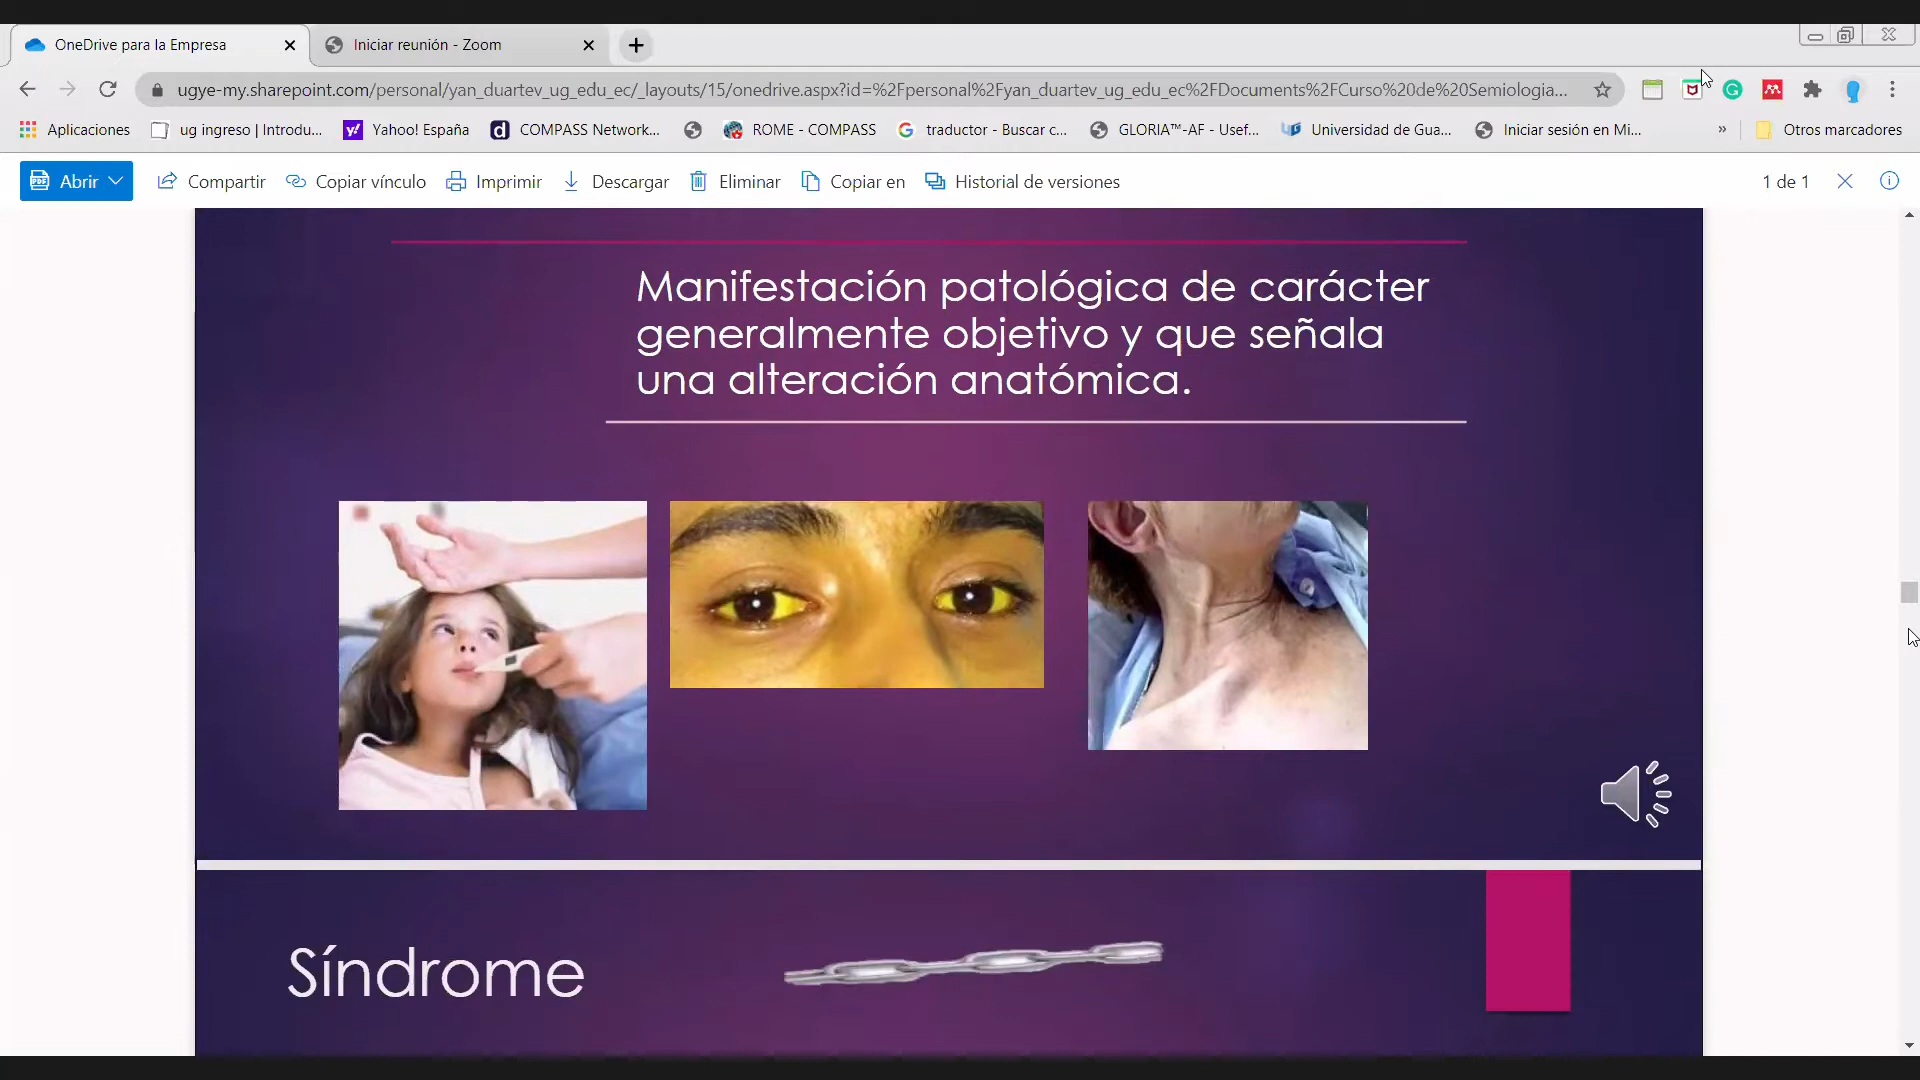 OneDrive para la Empresa
Iniciar reunión - Zoom
ugye-my.sharepoint.com/personal/yan_duartev_ug_edu_ec/_layouts/15/onedrive.aspx?id=%2Fpersonal%2Fyan_duartev_ug_edu_ec%2FDocuments%2FCurso%20de%20Semiologia...
Aplicaciones
ug ingreso | Introdu...
Yahoo! España
COMPASS Network...
ROME - COMPASS
traductor - Buscar c...
GLORIA™-AF - Usef...
Universidad de Gua...
Iniciar sesión en Mi...
»
Otros marcadores
Abrir
Compartir
Copiar vínculo
Imprimir
Descargar
Eliminar
Copiar en
Historial de versiones
1 de 1
Manifestación patológica de carácter
generalmente objetivo y que señala
una alteración anatómica.
Síndrome